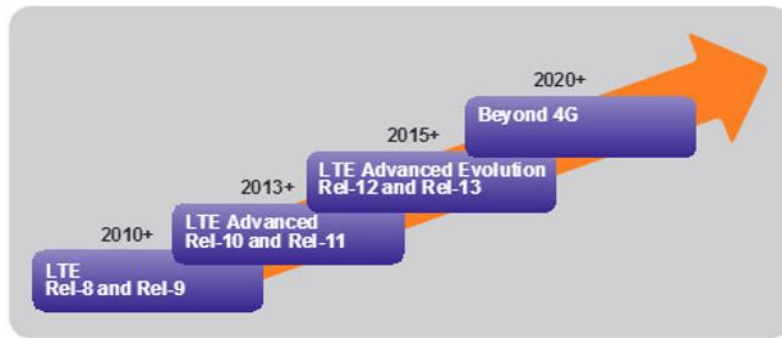 2020+
Beyond 4G
2015+
LTE Advanced Evolution
Rel-12 and Rel-13
2013+
LTE Advanced
Rel-10 and Rel-11
2010+
LTE
Rel-8 and Rel-9